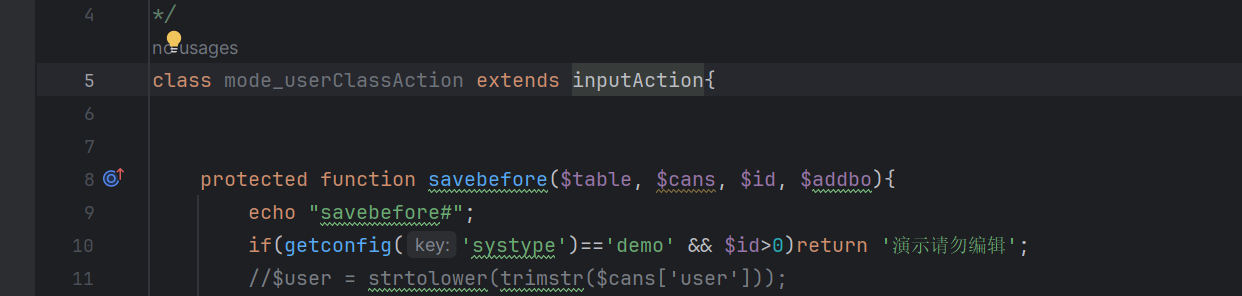 4 */
no usages
5 class mode_userClassAction extends inputAction{
6
7
8 protected function savebefore($table, $cans, $id, $addbo){
9 echo "savebefore#";
10 if(getconfig( key: 'systype')=='demo' && $id>0)return '演示请勿编辑';
11 //$user = strtolower(trimstr($cans['user']));